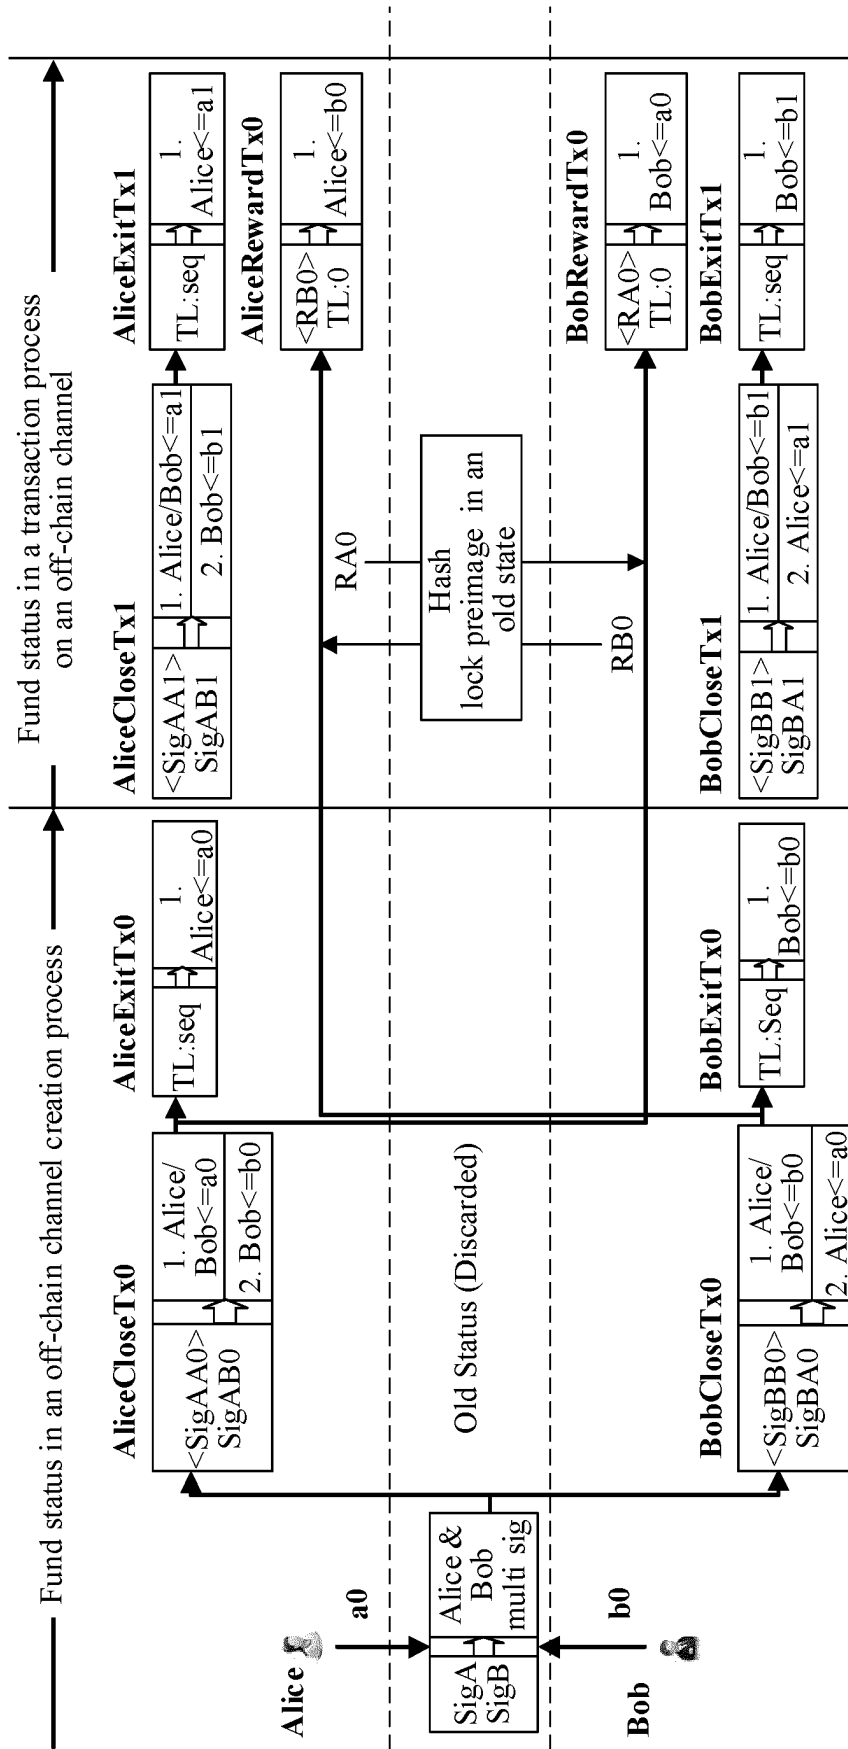 Fund status in an off-chain channel creation process
Fund status in a transaction process
on an off-chain channel
Alice
a0
SigA
SigB
Alice &
Bob
multi sig
b0
Bob
AliceCloseTx0
<SigAA0>
SigAB0
1. Alice/
Bob<=a0
2. Bob<=b0
AliceExitTx0
TL:seq
1.
Alice<=a0
AliceCloseTx1
<SigAA1>
SigAB1
1. Alice/Bob<=a1
2. Bob<=b1
AliceExitTx1
TL:seq
1.
Alice<=a1
AliceRewardTx0
<RB0>
TL:0
1.
Alice<=b0
Old Status (Discarded)
RA0
Hash
lock preimage in an
old state
RB0
BobRewardTx0
<RA0>
TL:0
1.
Bob<=a0
BobCloseTx0
<SigBB0>
SigBA0
1. Alice/
Bob<=b0
2. Alice<=a0
BobExitTx0
TL:Seq
1.
Bob<=b0
BobCloseTx1
<SigBB1>
SigBA1
1. Alice/Bob<=b1
2. Alice<=a1
BobExitTx1
TL:seq
1.
Bob<=b1